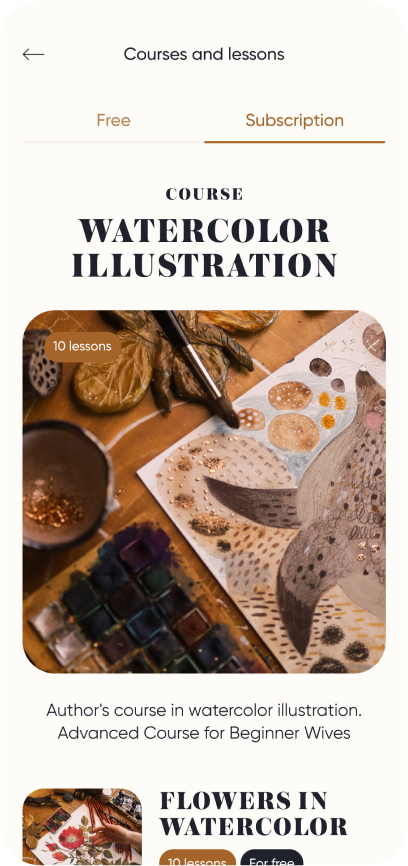 Courses and lessons
Free
Subscription
COURSE
WATERCOLOR
ILLUSTRATION
10 lessons
Author's course in watercolor illustration.
Advanced Course for Beginner Wives
FLOWERS IN
WATERCOLOR
10 lessons
For free